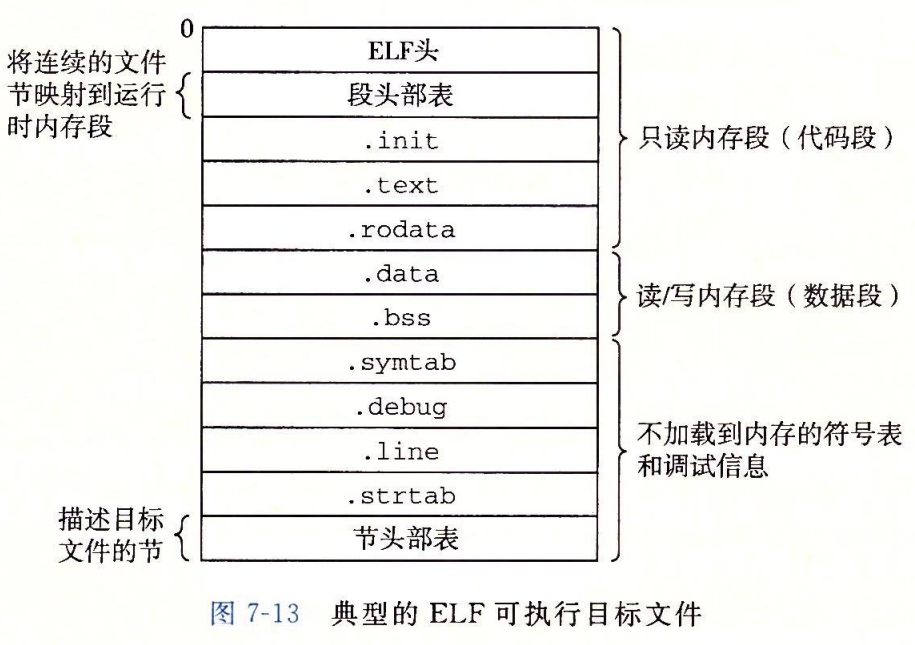 0
ELF头
将连续的文件
节映射到运行
时内存段
段头部表
.init
.text
.rodata
只读内存段（代码段）
.data
.bss
读/写内存段（数据段）
.symtab
.debug
.line
.strtab
不加载到内存的符号表
和调试信息
描述目标
文件的节
节头部表
图 7-13 典型的 ELF 可执行目标文件